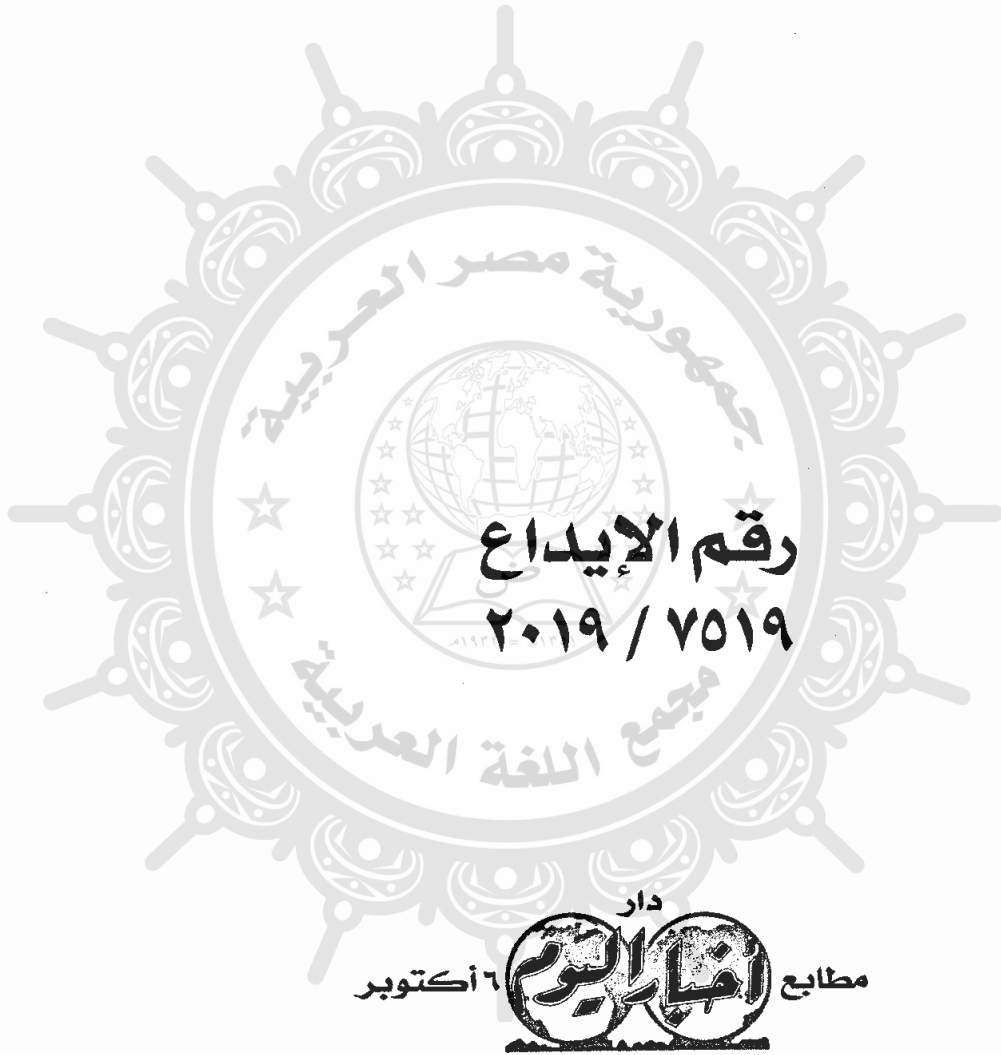 جمهورية مصر العربية
رقم الإيداع
٧٥١٩ / ٢٠١٩
مجمع اللغة العربية
دار
مطابع أخبار اليوم ٦ أكتوبر